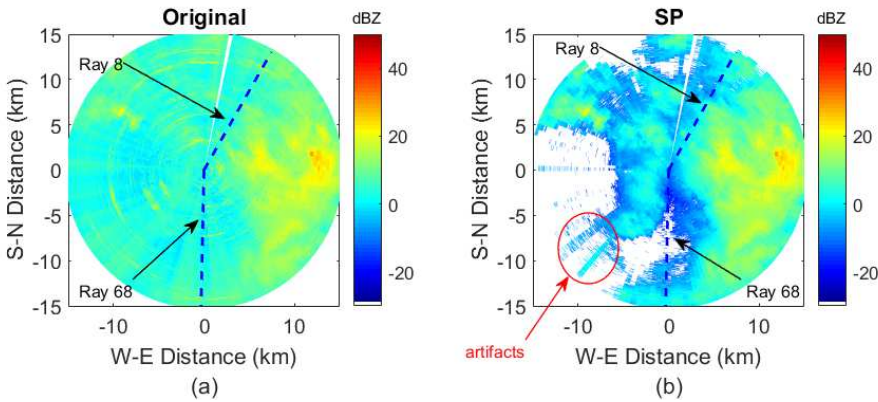 Original
dBZ
15
10
5
0
-5
-10
-15
S-N Distance (km)
Ray 8
Ray 68
-10
0
10
W-E Distance (km)
(a)
40
20
0
-20
SP
dBZ
15
10
5
0
-5
-10
-15
S-N Distance (km)
Ray 8
Ray 68
artifacts
-10
0
10
W-E Distance (km)
(b)
40
20
0
-20